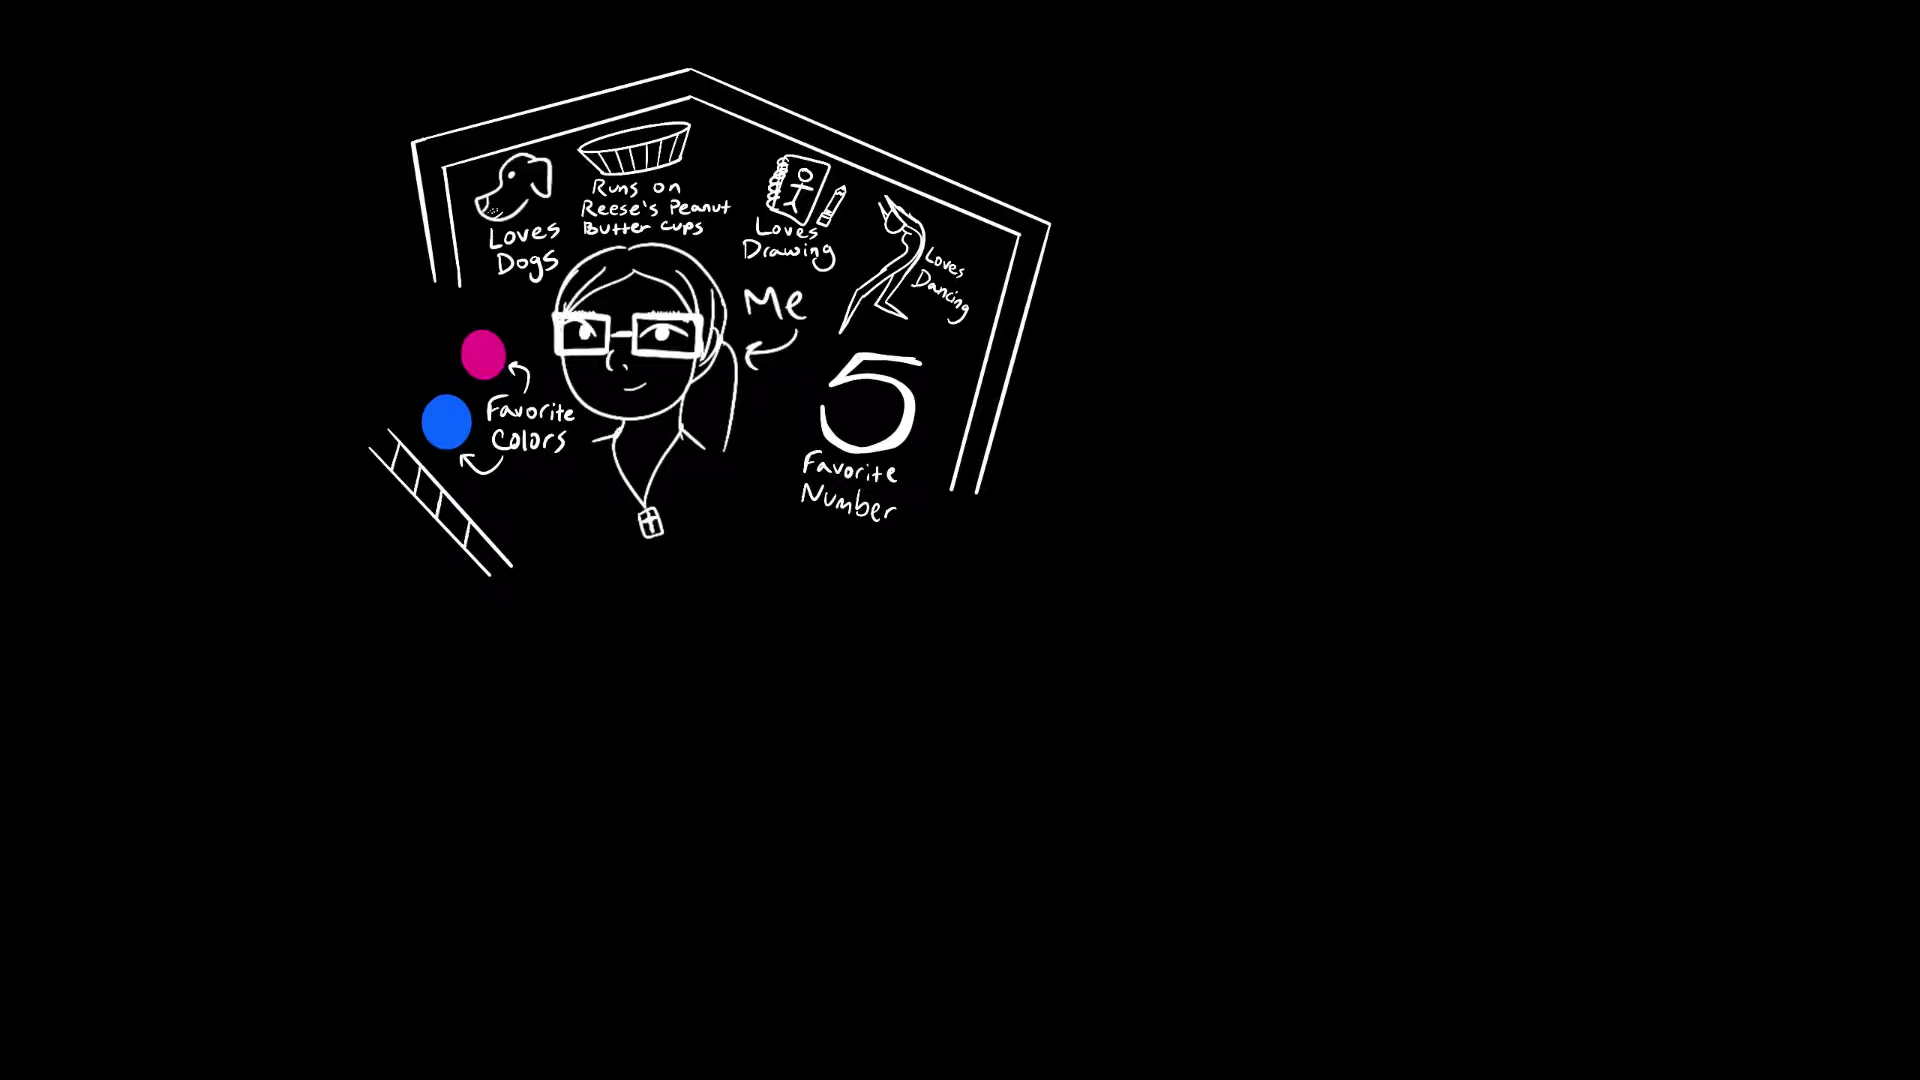 Loves
Dogs
Runs on
Reese's Peanut
Butter Cups
Loves
Drawing
Loves
Dancing
Me
Favorite
Colors
5
Favorite
Number